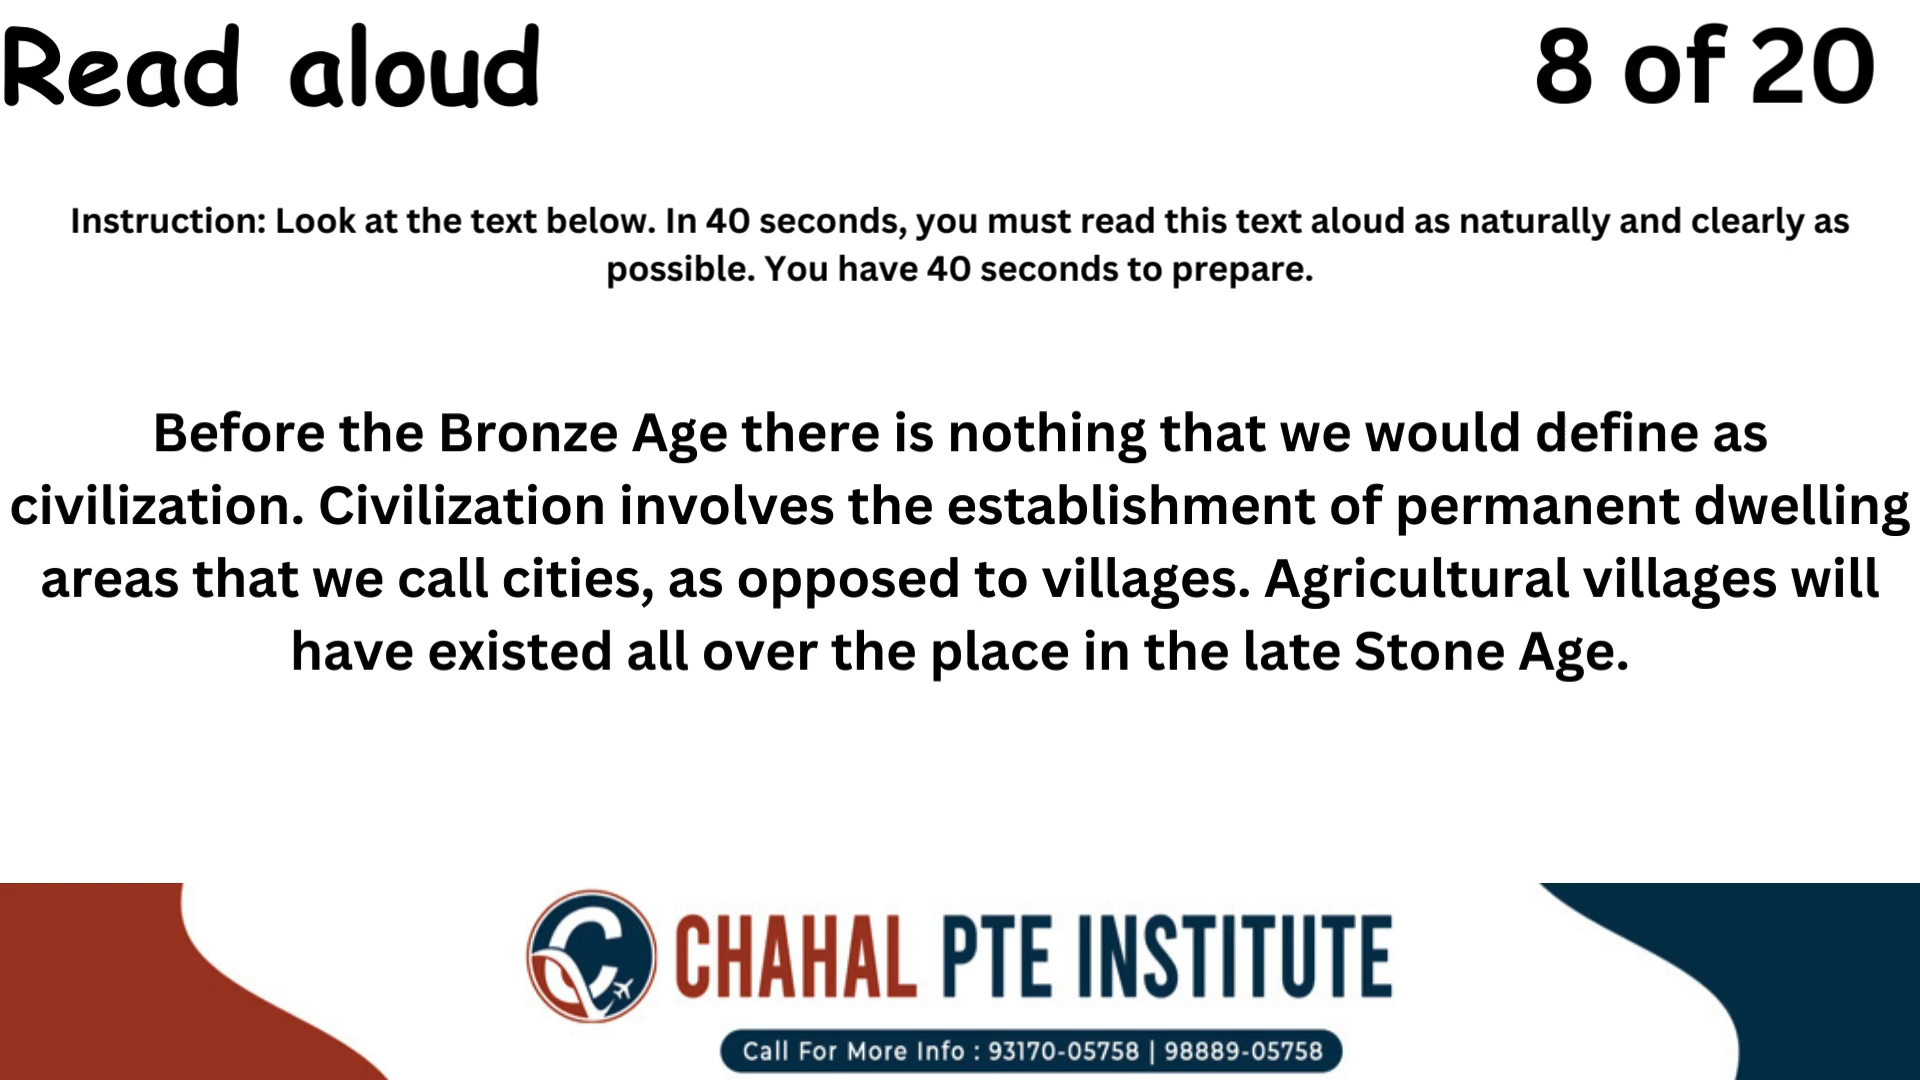 Read aloud
8 of 20
Instruction: Look at the text below. In 40 seconds, you must read this text aloud as naturally and clearly as
possible. You have 40 seconds to prepare.
Before the Bronze Age there is nothing that we would define as
civilization. Civilization involves the establishment of permanent dwelling
areas that we call cities, as opposed to villages. Agricultural villages will
have existed all over the place in the late Stone Age.
CHAHAL PTE INSTITUTE
Call For More Info : 93170-05758 | 98889-05758